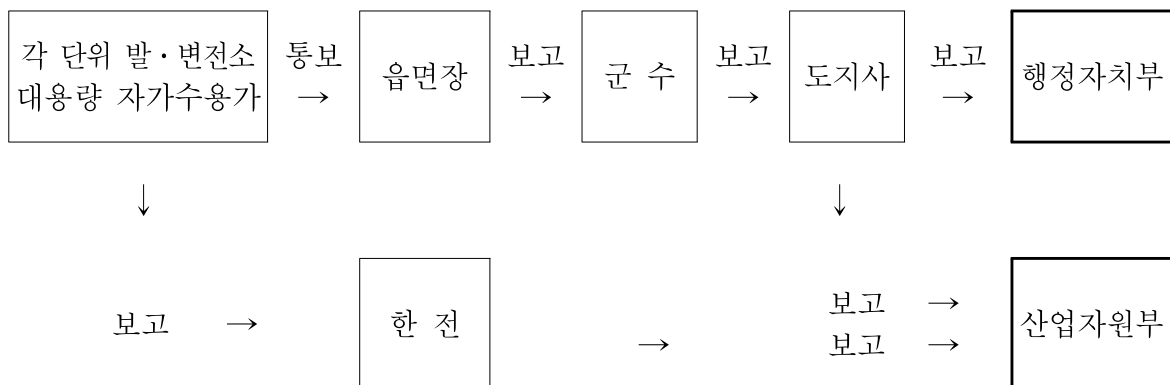 각 단위 발·변전소
대용량 자가수용가
통보
→
읍면장
보고
→
군 수
보고
→
도지사
보고
→
행정자치부
↓
↓
보고 →
한 전
→
보고 →
보고 →
산업자원부